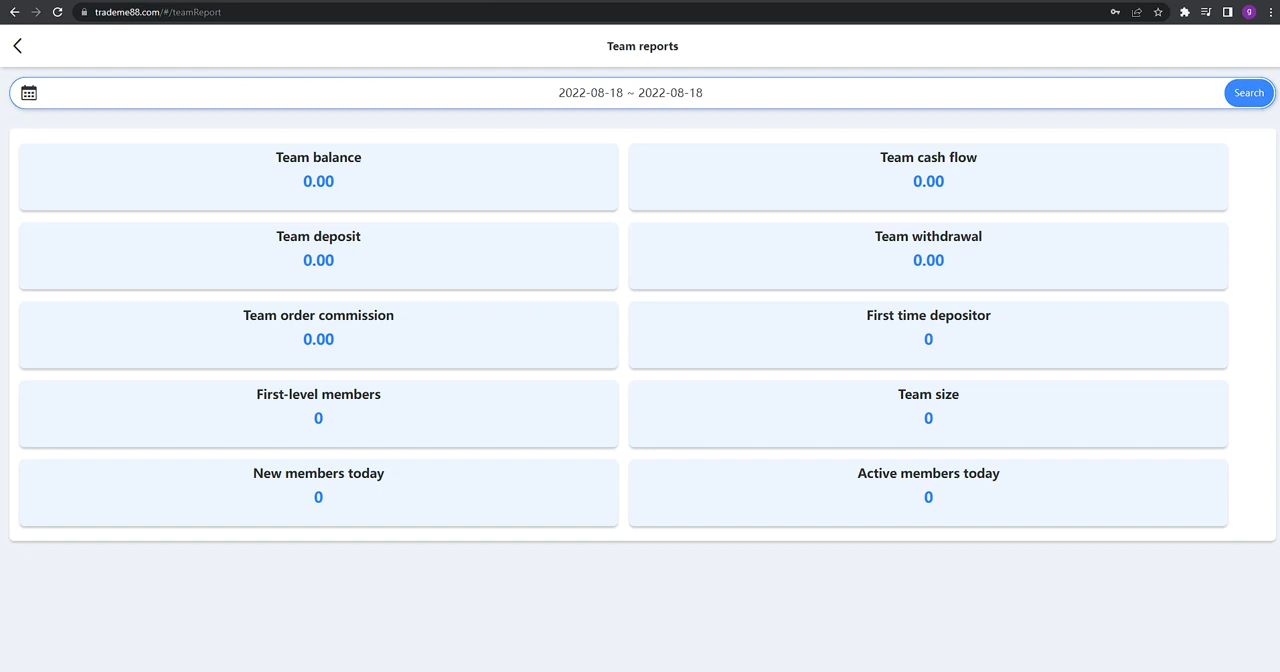 trademe88.com/#/teamReport
g
Team reports
2022-08-18 ~ 2022-08-18
Search
Team balance
0.00
Team cash flow
0.00
Team deposit
0.00
Team withdrawal
0.00
Team order commission
0.00
First time depositor
0
First-level members
0
Team size
0
New members today
0
Active members today
0